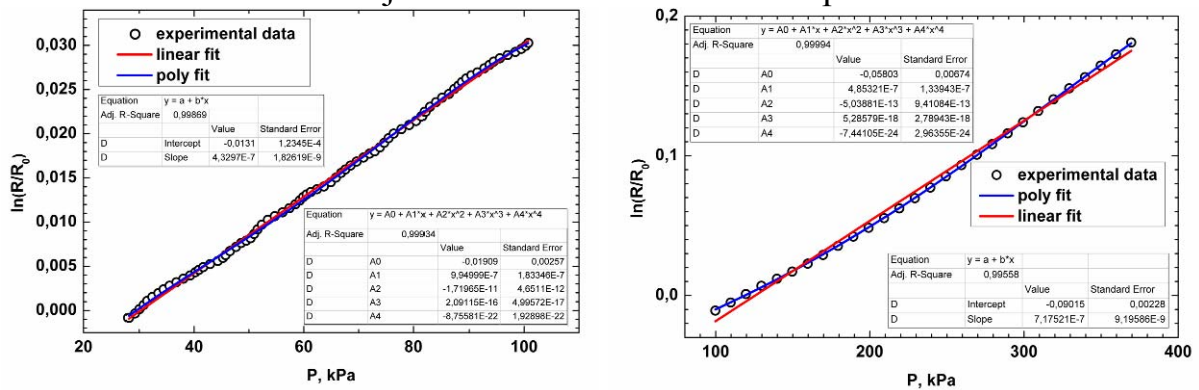 experimental data
linear fit
poly fit
Equation y = a + b*x
Adj. R-Square 0,99869
Value Standard Error
D Intercept -0,0131 1,2345E-4
D Slope 4,3297E-7 1,82619E-9
Equation y = A0 + A1*x + A2*x^2 + A3*x^3 + A4*x^4
Adj. R-Square 0,99934
Value Standard Error
D A0 -0,01909 0,00257
D A1 9,94999E-7 1,83346E-7
D A2 -1,71965E-11 4,6511E-12
D A3 2,09115E-16 4,99572E-17
D A4 -8,75581E-22 1,92898E-22
ln(R/R0)
0,030
0,025
0,020
0,015
0,010
0,005
0,000
20 40 60 80 100
P, kPa
Equation y = A0 + A1*x + A2*x^2 + A3*x^3 + A4*x^4
Adj. R-Square 0,99994
Value Standard Error
D A0 -0,05803 0,00674
D A1 4,85321E-7 1,33943E-7
D A2 -5,03881E-13 9,41084E-13
D A3 5,28579E-18 2,78943E-18
D A4 -7,44105E-24 2,96355E-24
experimental data
poly fit
linear fit
Equation y = a + b*x
Adj. R-Square 0,99558
Value Standard Error
D Intercept -0,09015 0,00228
D Slope 7,17521E-7 9,19586E-9
ln(R/R0)
0,2
0,1
0,0
100 200 300 400
P, kPa